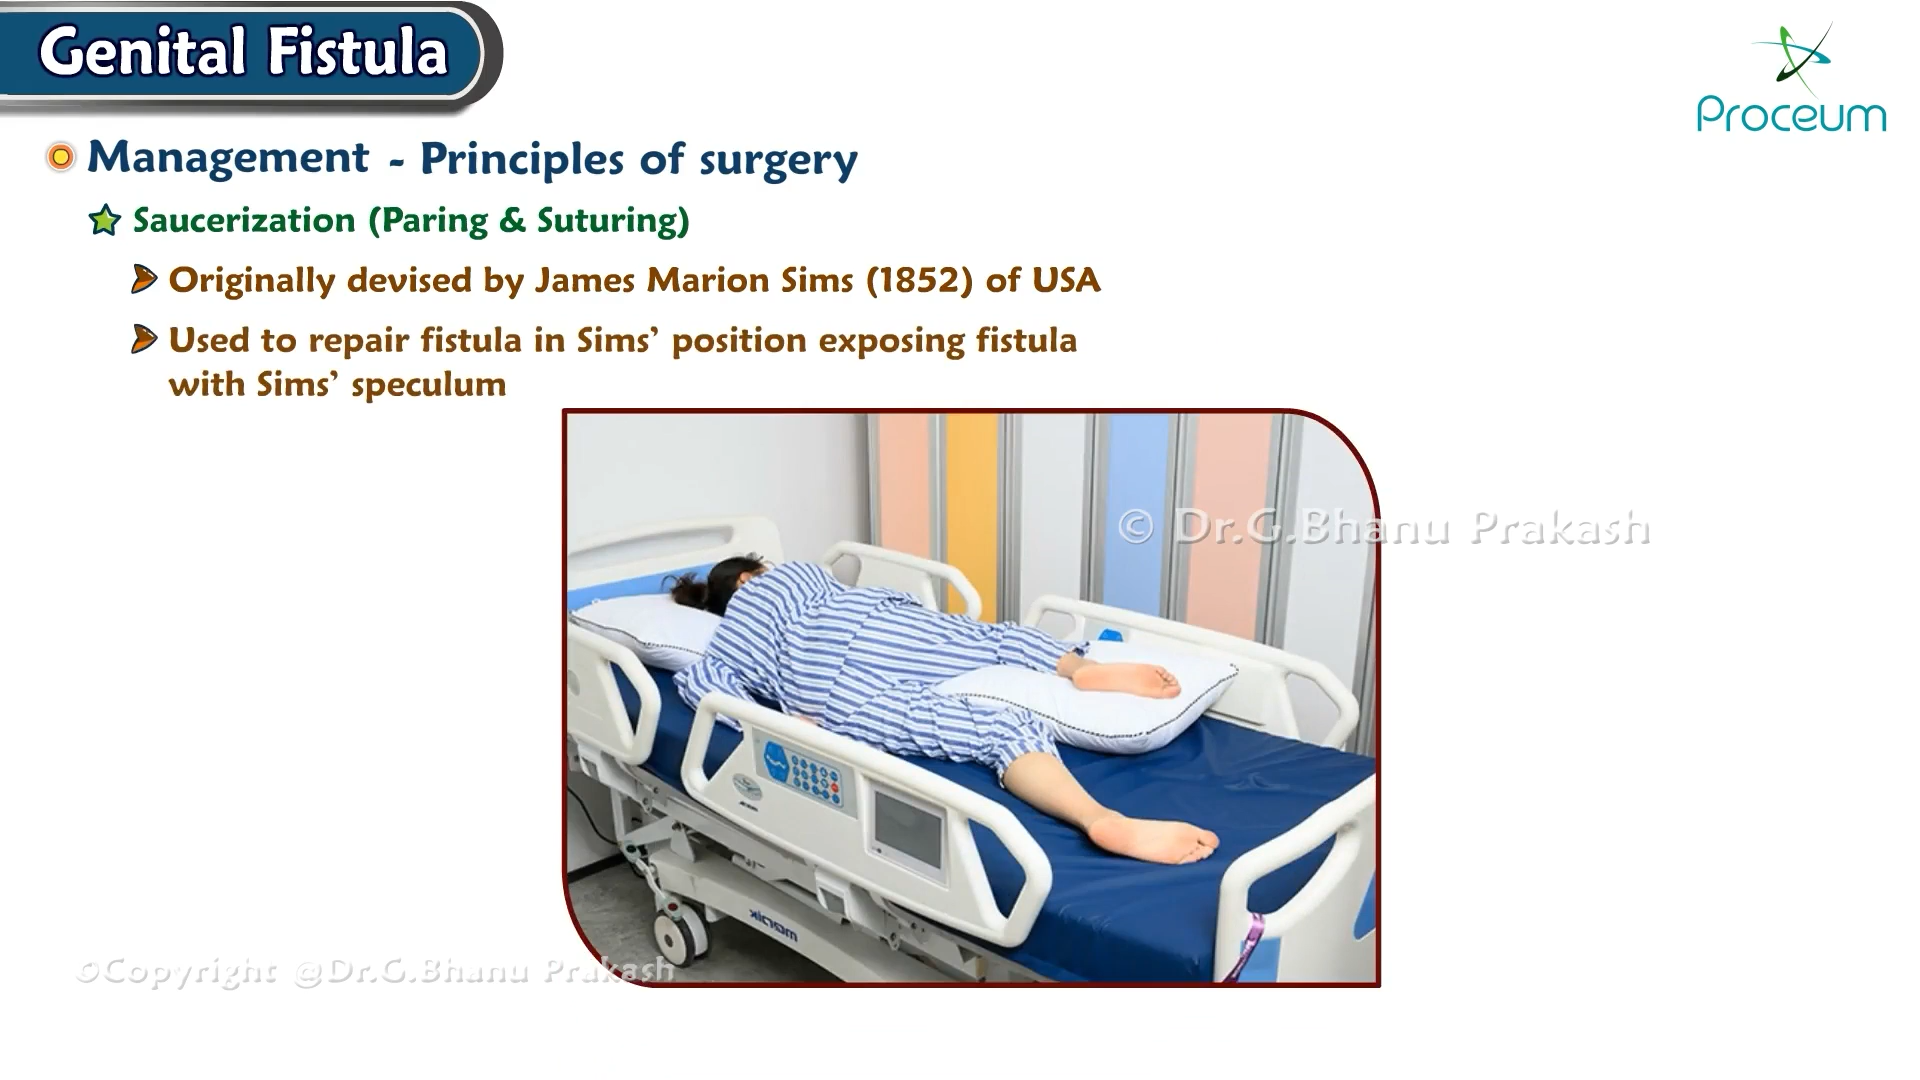 Genital Fistula
Proceum
Management - Principles of surgery
Saucerization (Paring & Suturing)
Originally devised by James Marion Sims (1852) of USA
Used to repair fistula in Sims’ position exposing fistula
with Sims’ speculum
© Dr.G.Bhanu Prakash
©Copyright @Dr.G.Bhanu Prakash